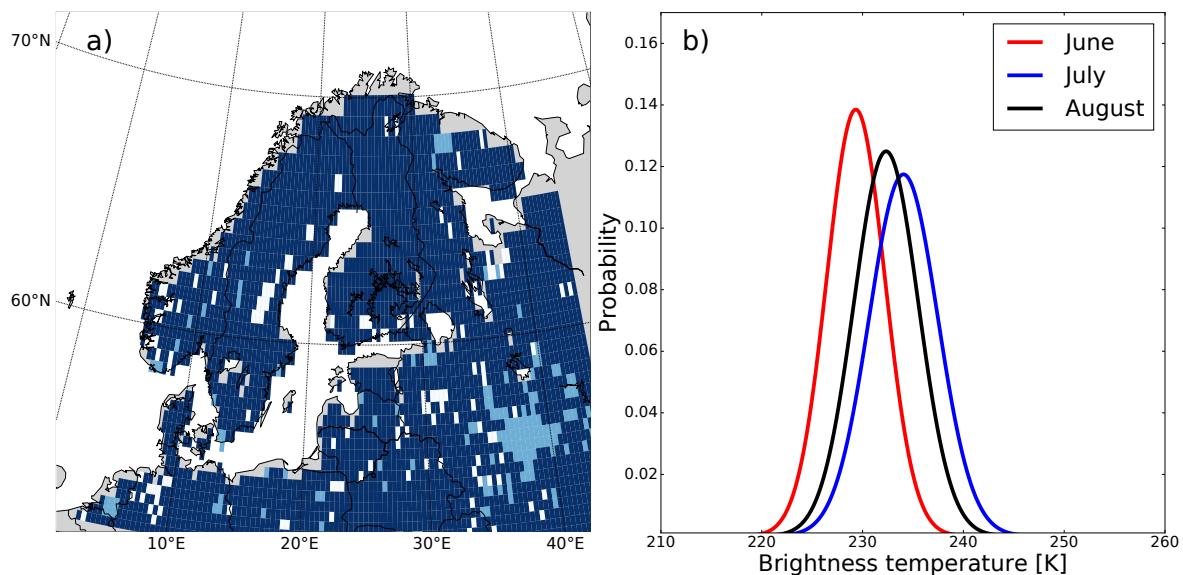 a)
70°N
60°N
10°E
20°E
30°E
40°E
b)
June
July
August
Probability
0.16
0.14
0.12
0.10
0.08
0.06
0.04
0.02
210
220
230
240
250
260
Brightness temperature [K]